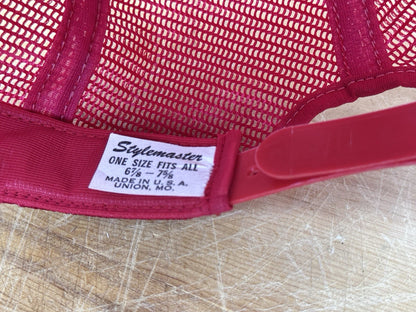 Stylemaster
ONE SIZE FITS ALL
6⅞ – 7⅝
MADE IN U.S.A.
UNION, MO.